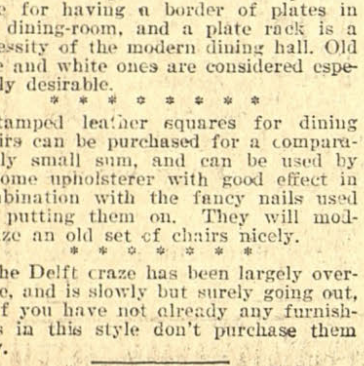 for having a border of plates in
dining-room, and a plate rack is a
essity of the modern dining hall. Old
and white ones are considered espe-
ly desirable.
* * * * * * * *
tamped leather squares for dining
irs can be purchased for a compara-
ly small sum, and can be used by
ome upholsterer with good effect in
bination with the fancy nails used
putting them on. They will mod-
ze an old set of chairs nicely.
* * * * * * *
he Delft craze has been largely over-
e, and is slowly but surely going out,
f you have not already any furnish-
s in this style don't purchase them